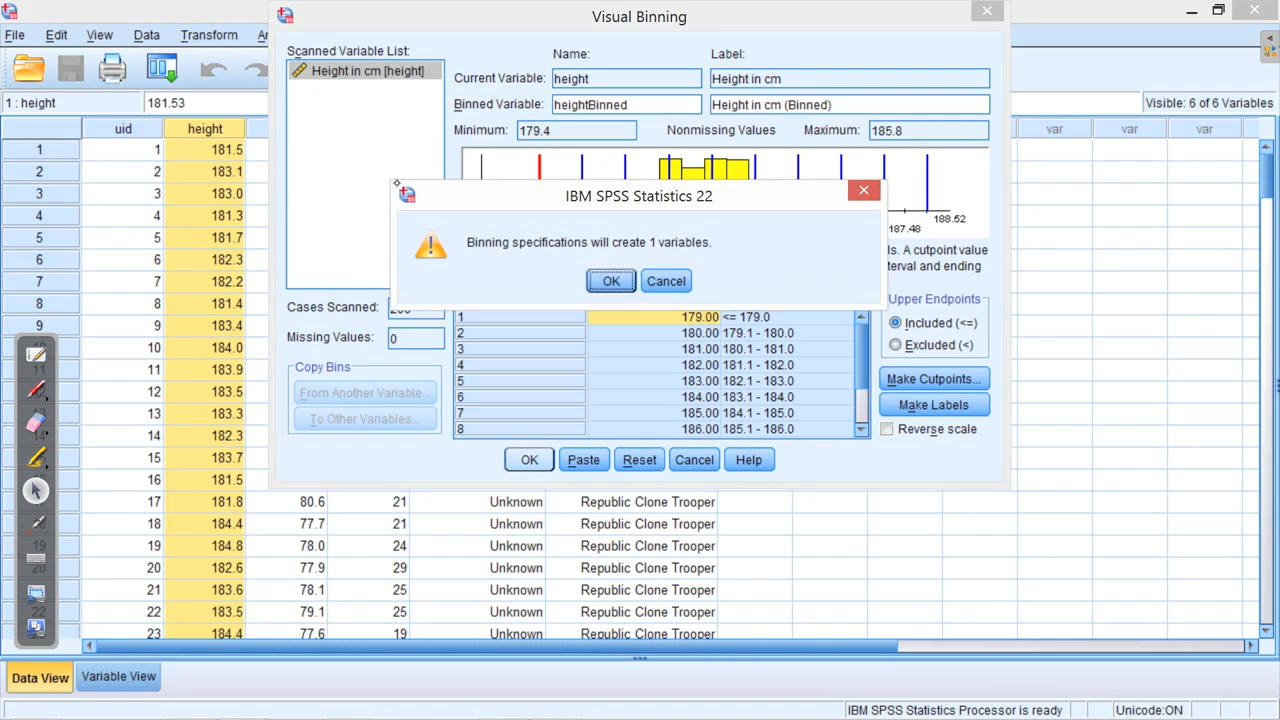 Visual Binning
File Edit View Data Transform
Scanned Variable List:
Height in cm [height]
Name: Label:
Current Variable: height Height in cm
Binned Variable: heightBinned Height in cm (Binned)
Minimum: 179.4 Nonmissing Values Maximum: 185.8
1 : height 181.53
Visible: 6 of 6 Variables
uid height var var var
1 181.5
2 183.1
3 183.0
4 181.3
5 181.7
6 182.3
7 182.2
8 181.4
9 183.4
10 184.0
11 183.9
12 183.5
13 183.3
14 182.3
15 183.7
16 181.5
17 181.8 80.6 21 Unknown Republic Clone Trooper
18 184.4 77.7 21 Unknown Republic Clone Trooper
19 184.8 78.0 24 Unknown Republic Clone Trooper
20 182.6 77.9 29 Unknown Republic Clone Trooper
21 183.6 78.1 25 Unknown Republic Clone Trooper
22 183.5 79.1 25 Unknown Republic Clone Trooper
23 184.4 77.6 19 Unknown Republic Clone Trooper
IBM SPSS Statistics 22
Binning specifications will create 1 variables.
OK Cancel
188.52
187.48
A cutpoint value
and ending
Cases Scanned:
Missing Values: 0
Copy Bins
From Another Variable...
To Other Variables...
1 179.00 <= 179.0
2 180.00 179.1 - 180.0
3 181.00 180.1 - 181.0
4 182.00 181.1 - 182.0
5 183.00 182.1 - 183.0
6 184.00 183.1 - 184.0
7 185.00 184.1 - 185.0
8 186.00 185.1 - 186.0
Upper Endpoints
Included (<=)
Excluded (<)
Make Cutpoints...
Make Labels
Reverse scale
OK Paste Reset Cancel Help
Data View Variable View
IBM SPSS Statistics Processor is ready Unicode:ON